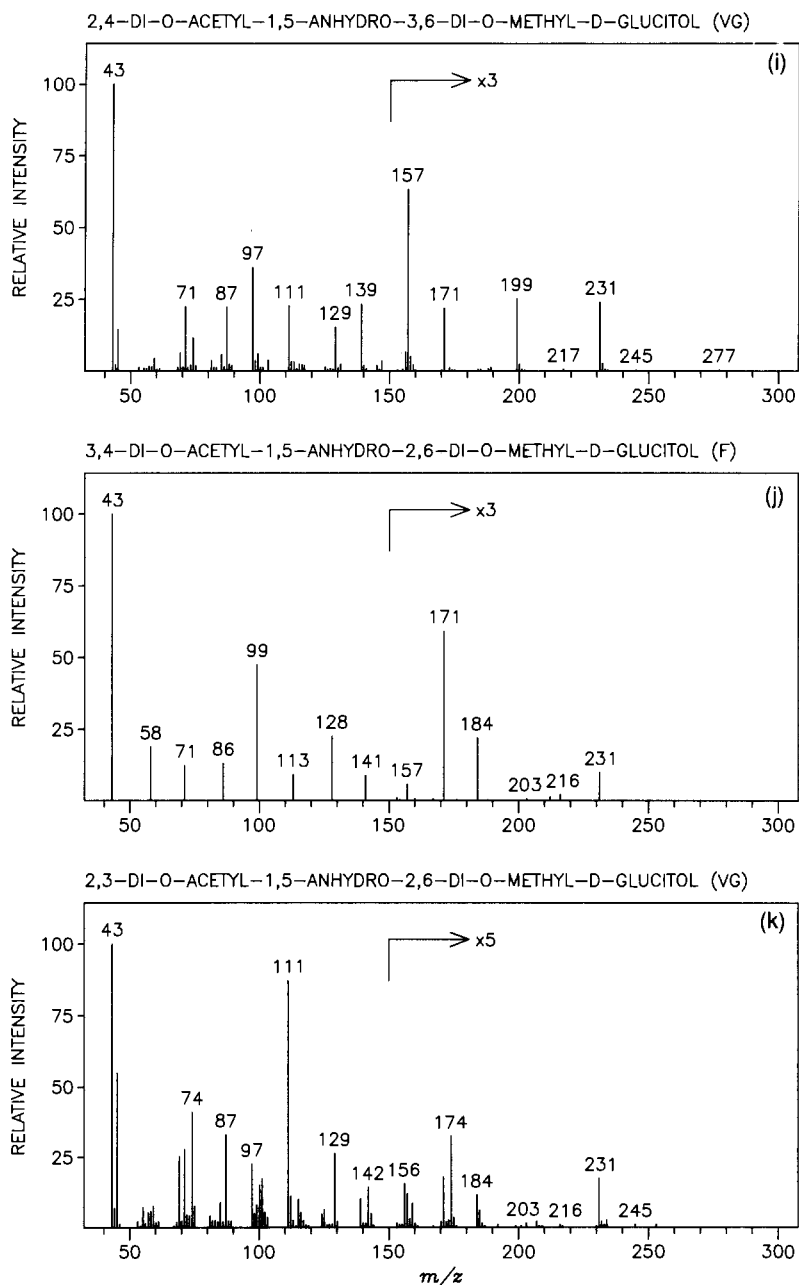 2,4-DI-O-ACETYL-1,5-ANHYDRO-3,6-DI-O-METHYL-D-GLUCITOL (VG)
(i)
43
x3
100
157
75
RELATIVE INTENSITY
50
97
71 87 111 129 139 171 199 231
25
217 245 277
50 100 150 200 250 300
3,4-DI-O-ACETYL-1,5-ANHYDRO-2,6-DI-O-METHYL-D-GLUCITOL (F)
(j)
43
x3
100
75
171
RELATIVE INTENSITY
99
50
58 71 86 113 128 141 157 184 231
25
203 216
50 100 150 200 250 300
2,3-DI-O-ACETYL-1,5-ANHYDRO-2,6-DI-O-METHYL-D-GLUCITOL (VG)
(k)
43
x5
100
111
75
RELATIVE INTENSITY
50
74 87 97 129 142 156 174 184 231
25
203 216 245
50 100 150 200 250 300
m/z